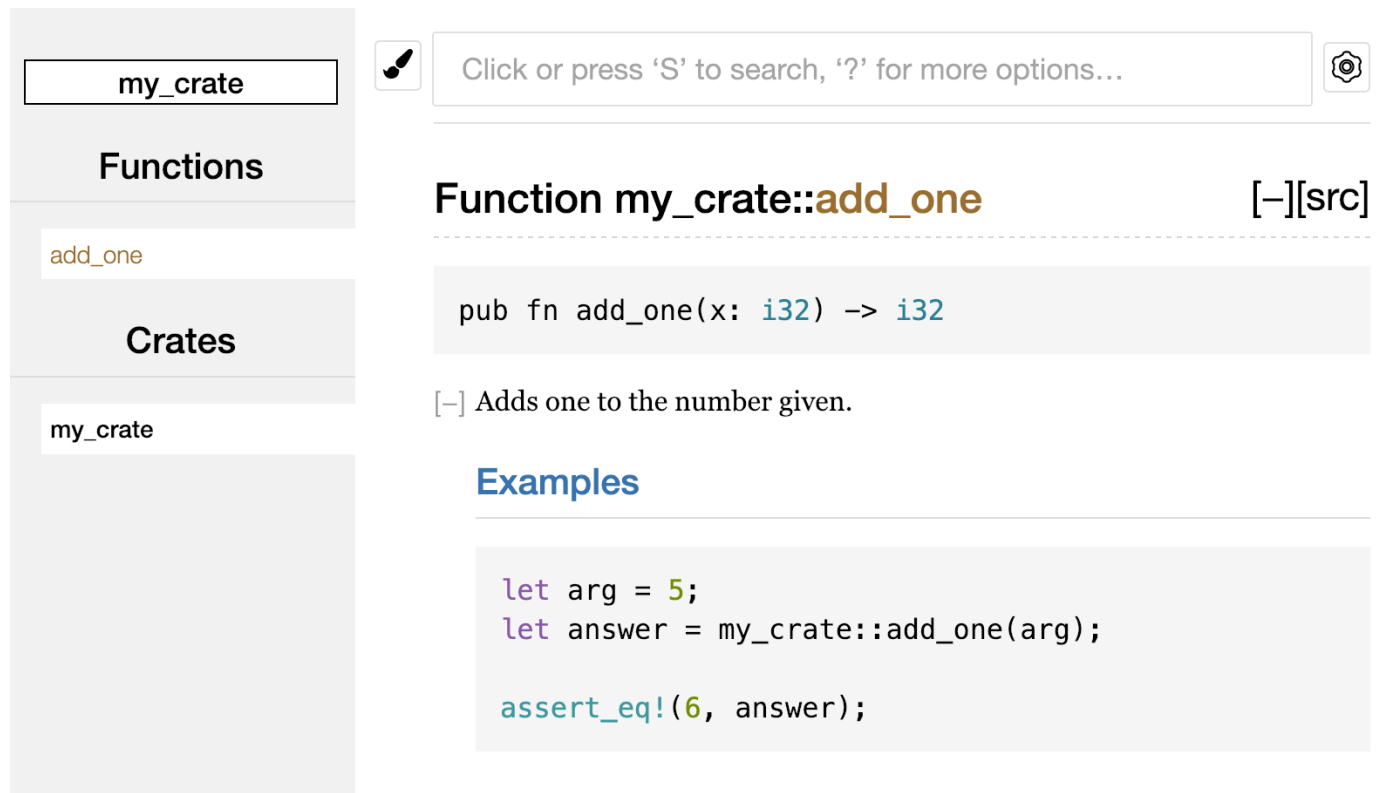 my_crate
Functions
add_one
Crates
my_crate
Click or press ‘S’ to search, ‘?’ for more options…
Function my_crate::add_one [−][src]
pub fn add_one(x: i32) -> i32
[−] Adds one to the number given.
Examples
let arg = 5;
let answer = my_crate::add_one(arg);
assert_eq!(6, answer);